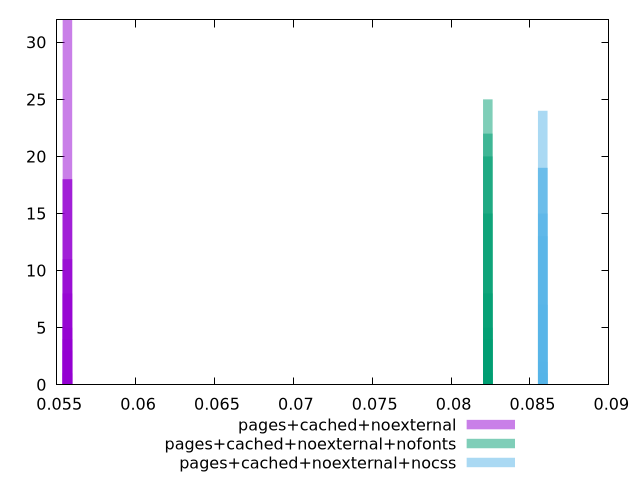 30
25
20
15
10
5
0
0.055 0.06 0.065 0.07 0.075 0.08 0.085 0.09
pages+cached+noexternal
pages+cached+noexternal+nofonts
pages+cached+noexternal+nocss